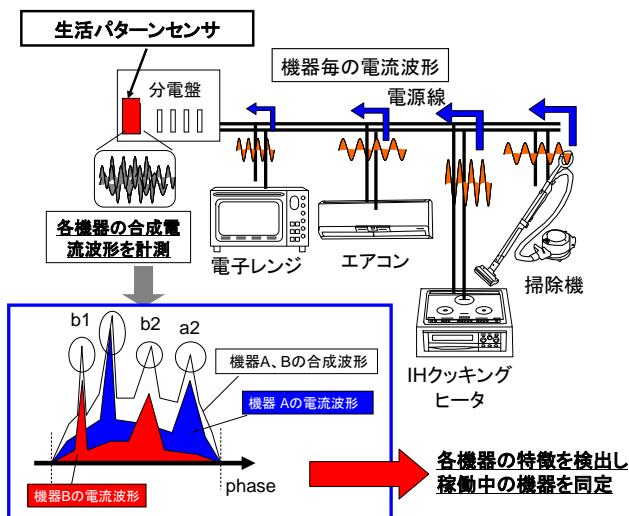 生活パターンセンサ
分電盤
機器毎の電流波形
電源線
各機器の合成電
流波形を計測
電子レンジ
エアコン
掃除機
IHクッキング
ヒータ
b1
b2
a2
機器A、Bの合成波形
機器 Aの電流波形
機器Bの電流波形
phase
各機器の特徴を検出し
稼働中の機器を同定